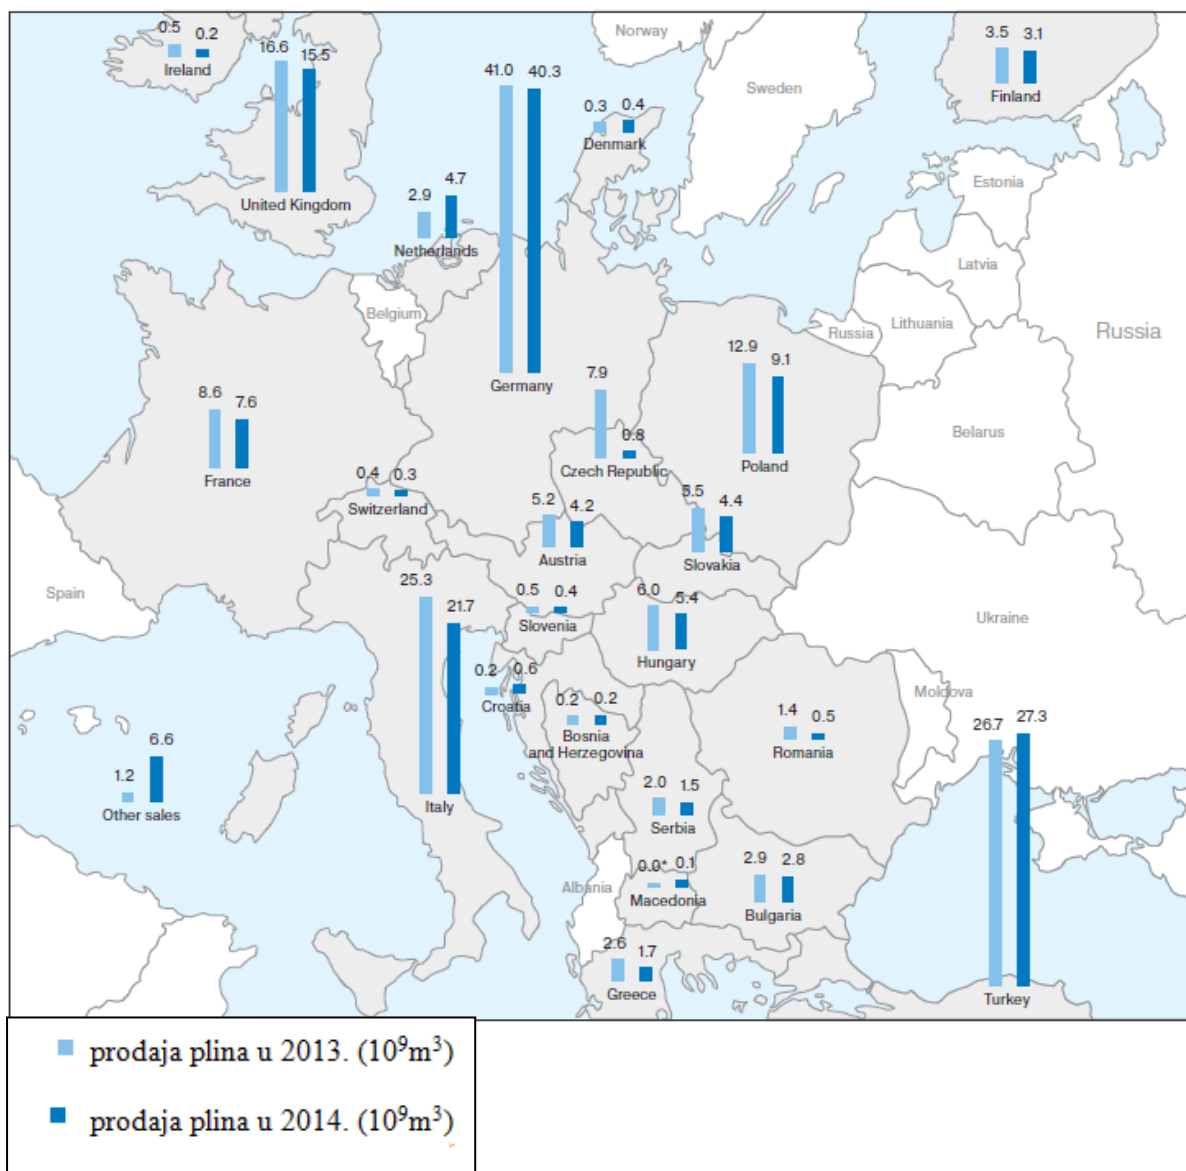 0.5 0.2
Ireland
16.6 15.5
United Kingdom
Norway
Sweden
3.5 3.1
Finland
41.0 40.3
Germany
0.3 0.4
Denmark
2.9 4.7
Netherlands
Estonia
Latvia
Lithuania
Russia
Russia
Belgium
Belarus
8.6 7.6
France
7.9 0.8
Czech Republic
12.9 9.1
Poland
0.4 0.3
Switzerland
5.2 4.2
Austria
5.5 4.4
Slovakia
Spain
25.3 21.7
Italy
0.5 0.4
Slovenia
6.0 5.4
Hungary
Ukraine
0.2 0.6
Croatia
0.2 0.2
Bosnia
and Herzegovina
Moldova
1.4 0.5
Romania
26.7 27.3
Turkey
1.2 6.6
Other sales
2.0 1.5
Serbia
Albania
0.0* 0.1
Macedonia
2.9 2.8
Bulgaria
2.6 1.7
Greece
prodaja plina u 2013. (10⁹m³)
prodaja plina u 2014. (10⁹m³)